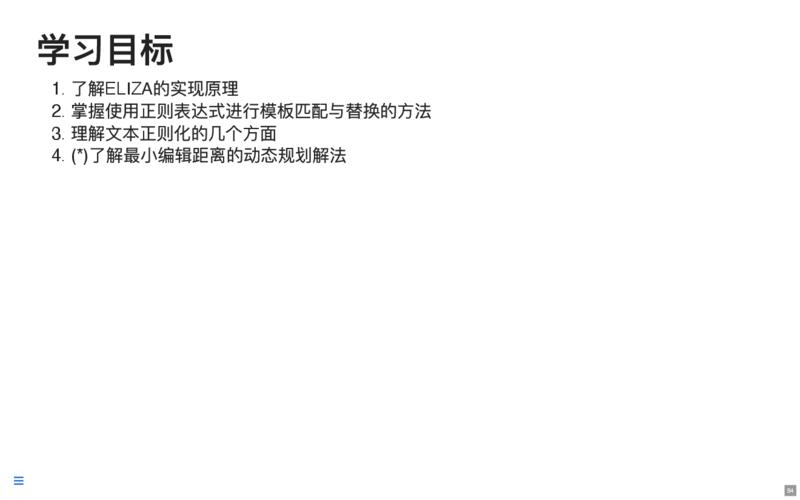 学习目标
1. 了解ELIZA的实现原理
2. 掌握使用正则表达式进行模板匹配与替换的方法
3. 理解文本正则化的几个方面
4. (*)了解最小编辑距离的动态规划解法
54